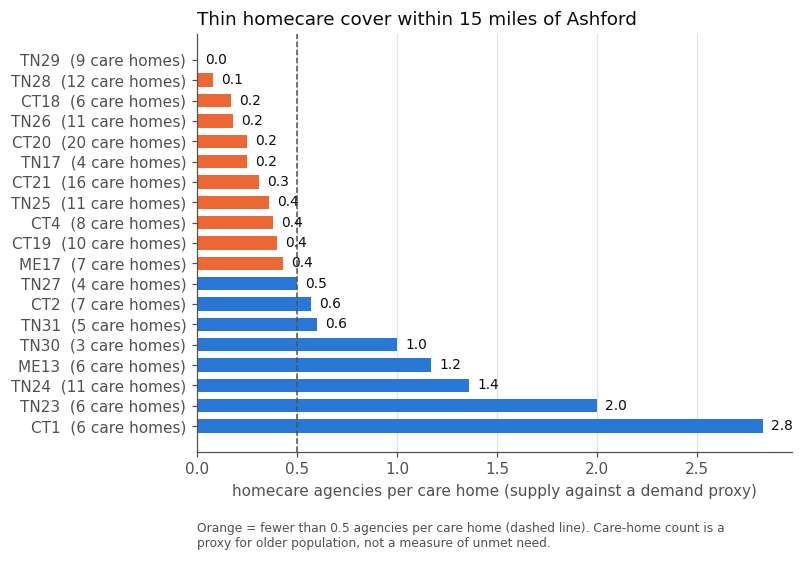 Thin homecare cover within 15 miles of Ashford
TN29  (9 care homes) 0.0
TN28  (12 care homes) 0.1
CT18  (6 care homes) 0.2
TN26  (11 care homes) 0.2
CT20  (20 care homes) 0.2
TN17  (4 care homes) 0.2
CT21  (16 care homes) 0.3
TN25  (11 care homes) 0.4
CT4  (8 care homes) 0.4
CT19  (10 care homes) 0.4
ME17  (7 care homes) 0.4
TN27  (4 care homes) 0.5
CT2  (7 care homes) 0.6
TN31  (5 care homes) 0.6
TN30  (3 care homes) 1.0
ME13  (6 care homes) 1.2
TN24  (11 care homes) 1.4
TN23  (6 care homes) 2.0
CT1  (6 care homes) 2.8
0.0 0.5 1.0 1.5 2.0 2.5
homecare agencies per care home (supply against a demand proxy)
Orange = fewer than 0.5 agencies per care home (dashed line). Care-home count is a
proxy for older population, not a measure of unmet need.